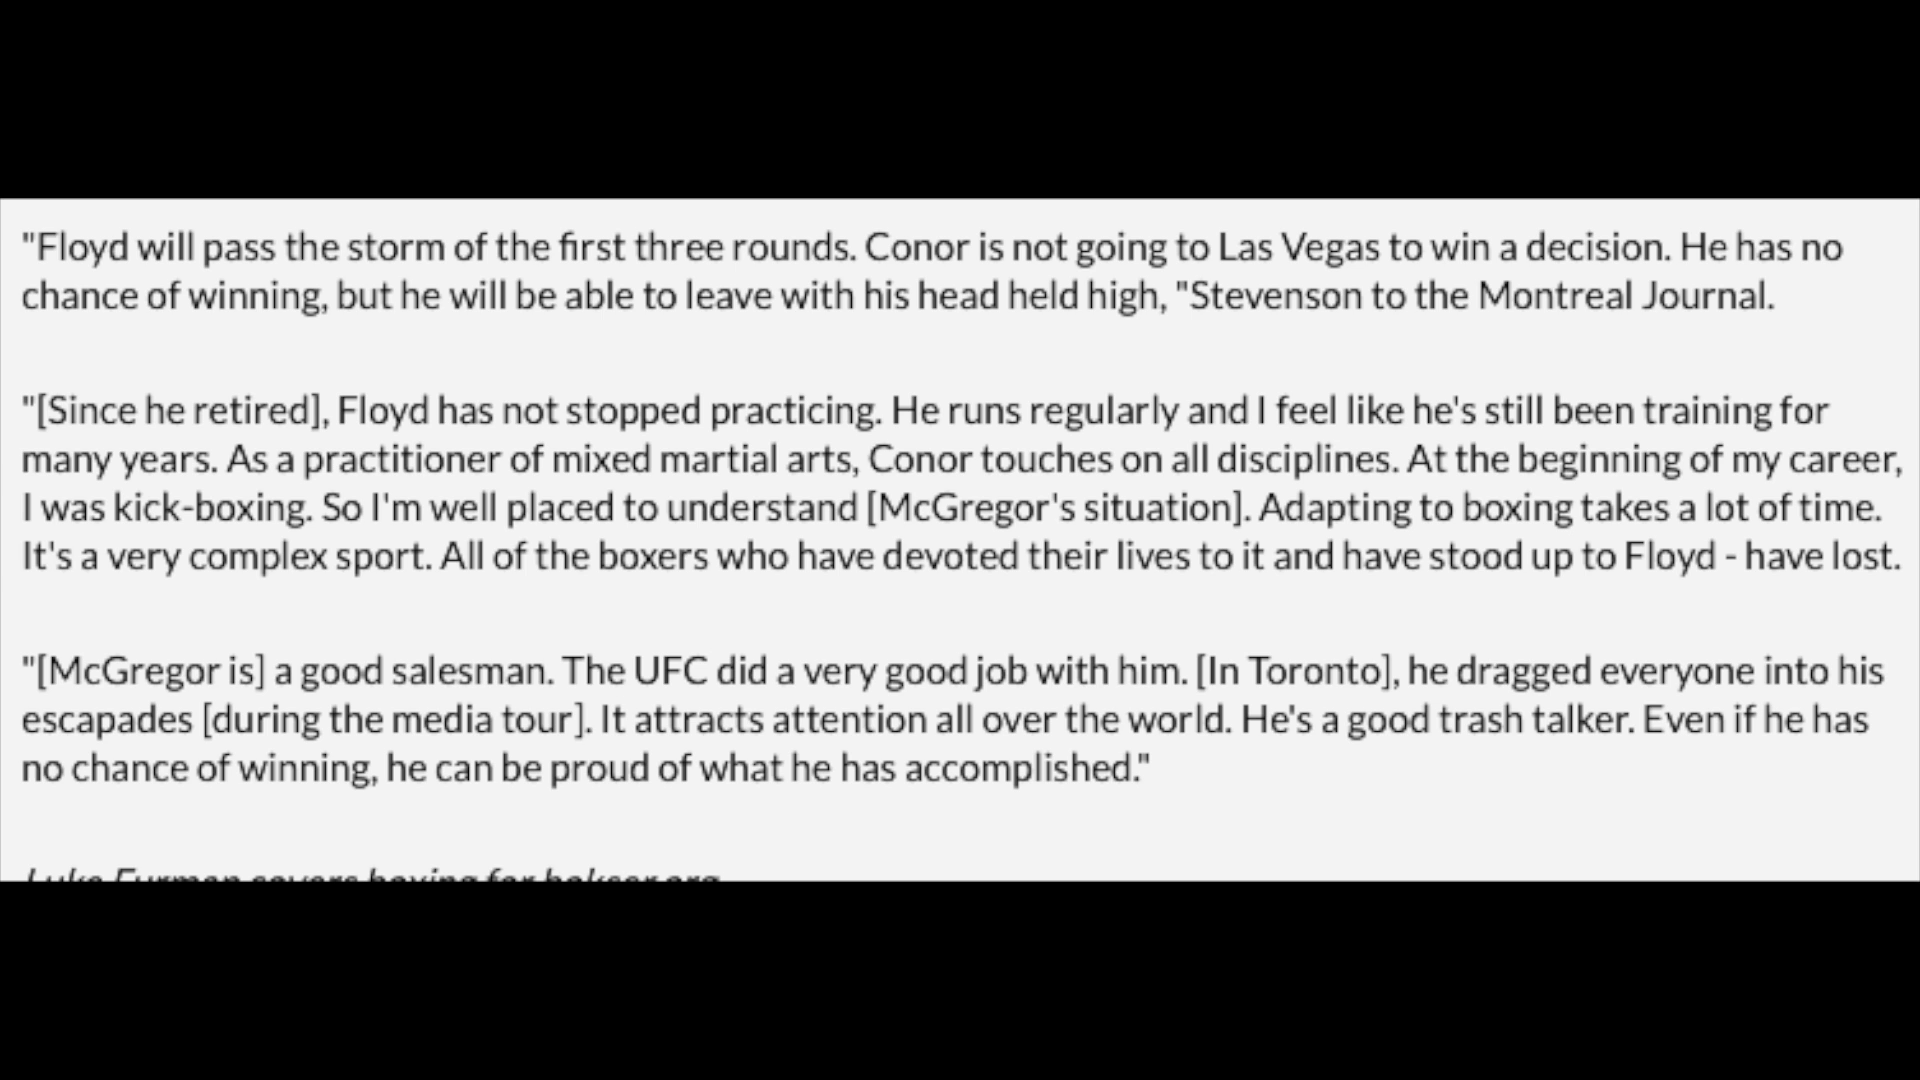 "Floyd will pass the storm of the first three rounds. Conor is not going to Las Vegas to win a decision. He has no
chance of winning, but he will be able to leave with his head held high, "Stevenson to the Montreal Journal.
"[Since he retired], Floyd has not stopped practicing. He runs regularly and I feel like he's still been training for
many years. As a practitioner of mixed martial arts, Conor touches on all disciplines. At the beginning of my career,
I was kick-boxing. So I'm well placed to understand [McGregor's situation]. Adapting to boxing takes a lot of time.
It's a very complex sport. All of the boxers who have devoted their lives to it and have stood up to Floyd - have lost.
"[McGregor is] a good salesman. The UFC did a very good job with him. [In Toronto], he dragged everyone into his
escapades [during the media tour]. It attracts attention all over the world. He's a good trash talker. Even if he has
no chance of winning, he can be proud of what he has accomplished."
Luke Furman covers boxing for bokser.org